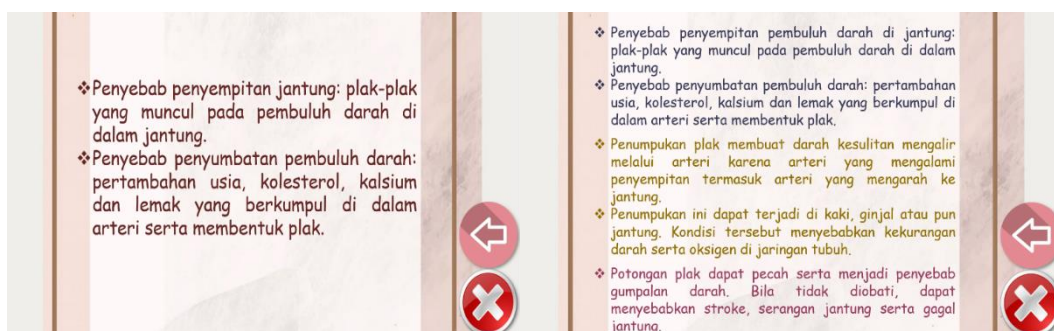 ❖Penyebab penyempitan jantung: plak-plak
yang muncul pada pembuluh darah di
dalam jantung.
❖Penyebab penyumbatan pembuluh darah:
pertambahan usia, kolesterol, kalsium
dan lemak yang berkumpul di dalam
arteri serta membentuk plak.
❖ Penyebab penyempitan pembuluh darah di jantung:
plak-plak yang muncul pada pembuluh darah di dalam
jantung.
❖ Penyebab penyumbatan pembuluh darah: pertambahan
usia, kolesterol, kalsium dan lemak yang berkumpul di
dalam arteri serta membentuk plak.
❖ Penumpukan plak membuat darah kesulitan mengalir
melalui arteri karena arteri yang mengalami
penyempitan termasuk arteri yang mengarah ke
jantung.
❖ Penumpukan ini dapat terjadi di kaki, ginjal atau pun
jantung. Kondisi tersebut menyebabkan kekurangan
darah serta oksigen di jaringan tubuh.
❖ Potongan plak dapat pecah serta menjadi penyebab
gumpalan darah. Bila tidak diobati, dapat
menyebabkan stroke, serangan jantung serta gagal
jantung.